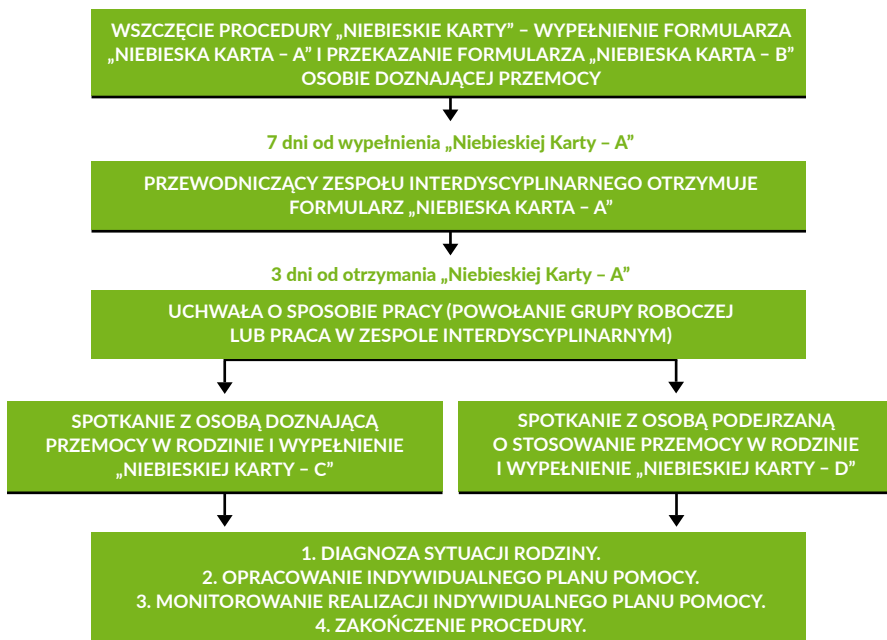 WSZCZĘCIE PROCEDURY „NIEBIESKIE KARTY” – WYPEŁNIENIE FORMULARZA
„NIEBIESKA KARTA – A” I PRZEKAZANIE FORMULARZA „NIEBIESKA KARTA – B”
OSOBIE DOZNAJĄCEJ PRZEMOCY
7 dni od wypełnienia „Niebieskiej Karty – A”
PRZEWODNICZĄCY ZESPOŁU INTERDYSCYPLINARNEGO OTRZYMUJE
FORMULARZ „NIEBIESKA KARTA – A”
3 dni od otrzymania „Niebieskiej Karty – A”
UCHWAŁA O SPOSOBIE PRACY (POWOŁANIE GRUPY ROBOCZEJ
LUB PRACA W ZESPOLE INTERDYSCYPLINARNYM)
SPOTKANIE Z OSOBĄ DOZNAJĄCĄ
PRZEMOCY W RODZINIE I WYPEŁNIENIE
„NIEBIESKIEJ KARTY – C”
SPOTKANIE Z OSOBĄ PODEJRZANĄ
O STOSOWANIE PRZEMOCY W RODZINIE
I WYPEŁNIENIE „NIEBIESKIEJ KARTY – D”
1. DIAGNOZA SYTUACJI RODZINY.
2. OPRACOWANIE INDYWIDUALNEGO PLANU POMOCY.
3. MONITOROWANIE REALIZACJI INDYWIDUALNEGO PLANU POMOCY.
4. ZAKOŃCZENIE PROCEDURY.